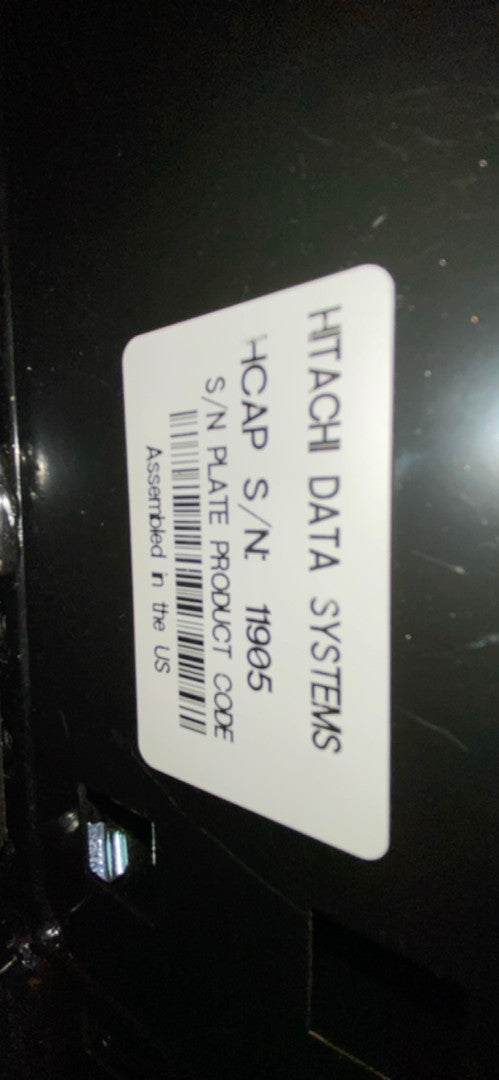 HITACHI DATA SYSTEMS
HCAP S/N: 11905
S/N PLATE PRODUCT CODE
Assembled in the US